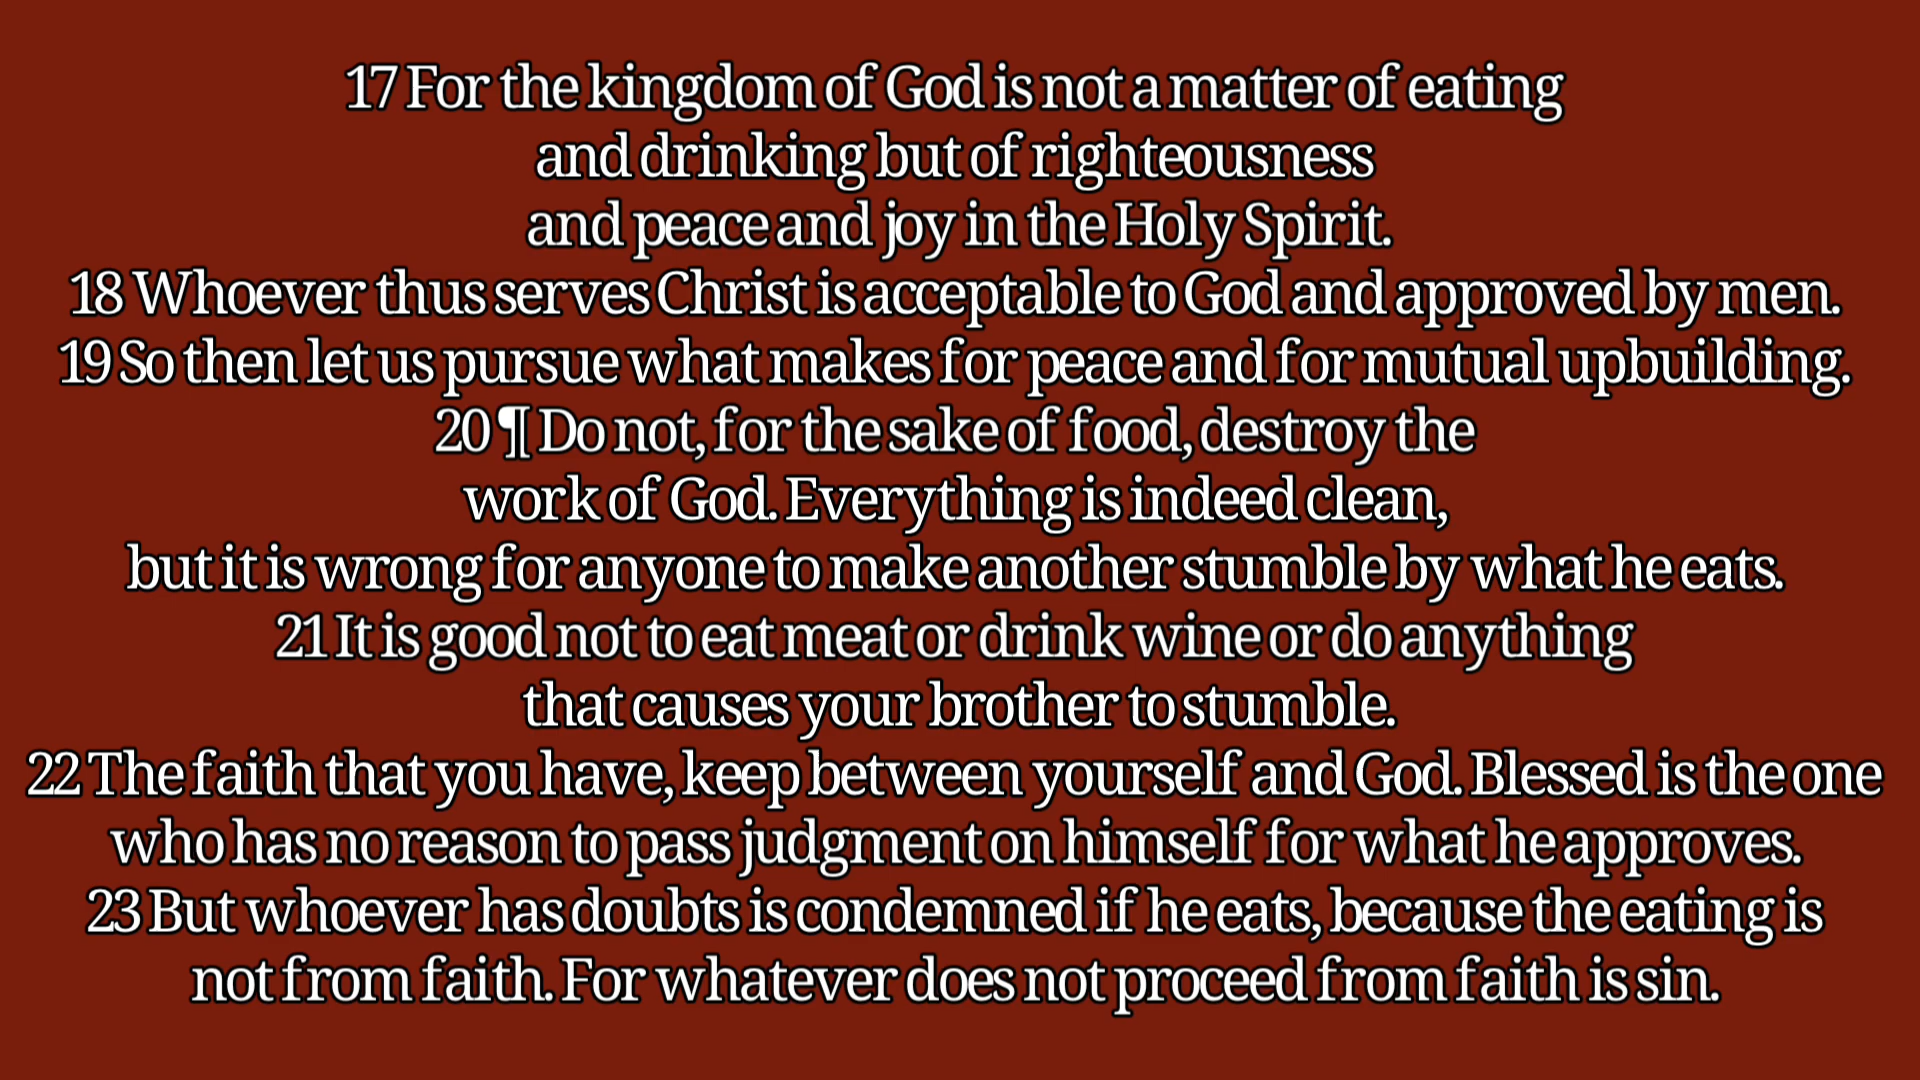 17 For the kingdom of God is not a matter of eating
and drinking but of righteousness
and peace and joy in the Holy Spirit.
18 Whoever thus serves Christ is acceptable to God and approved by men.
19 So then let us pursue what makes for peace and for mutual upbuilding.
20 ¶ Do not, for the sake of food, destroy the
work of God. Everything is indeed clean,
but it is wrong for anyone to make another stumble by what he eats.
21 It is good not to eat meat or drink wine or do anything
that causes your brother to stumble.
22 The faith that you have, keep between yourself and God. Blessed is the one
who has no reason to pass judgment on himself for what he approves.
23 But whoever has doubts is condemned if he eats, because the eating is
not from faith. For whatever does not proceed from faith is sin.